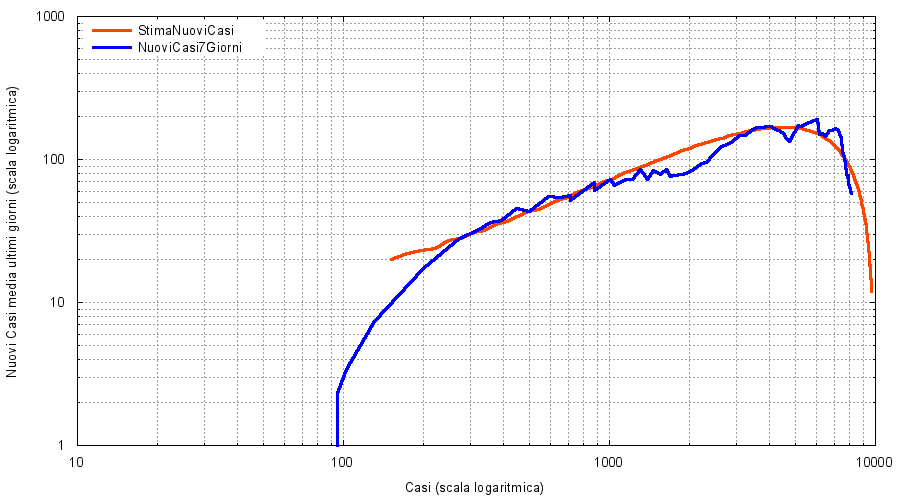 1000
StimaNuoviCasi
NuoviCasi7Giorni
100
Nuovi Casi media ultimi giorni (scala logaritmica)
10
1
10 100 1000 10000
Casi (scala logaritmica)